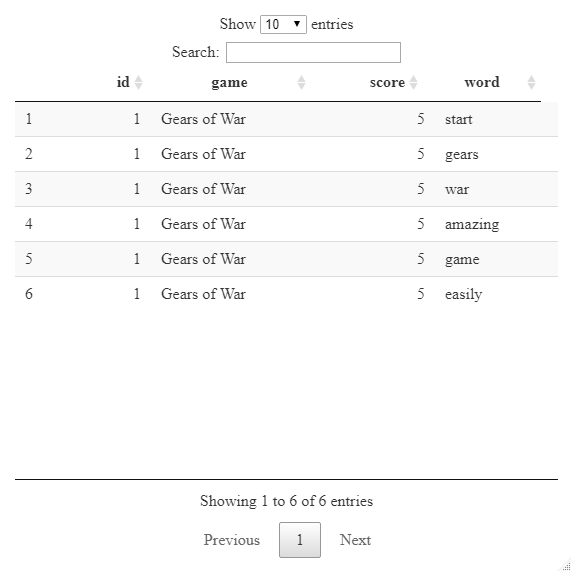 Show 10 entries
Search:
id game score word
1 1 Gears of War 5 start
2 1 Gears of War 5 gears
3 1 Gears of War 5 war
4 1 Gears of War 5 amazing
5 1 Gears of War 5 game
6 1 Gears of War 5 easily
Showing 1 to 6 of 6 entries
Previous 1 Next